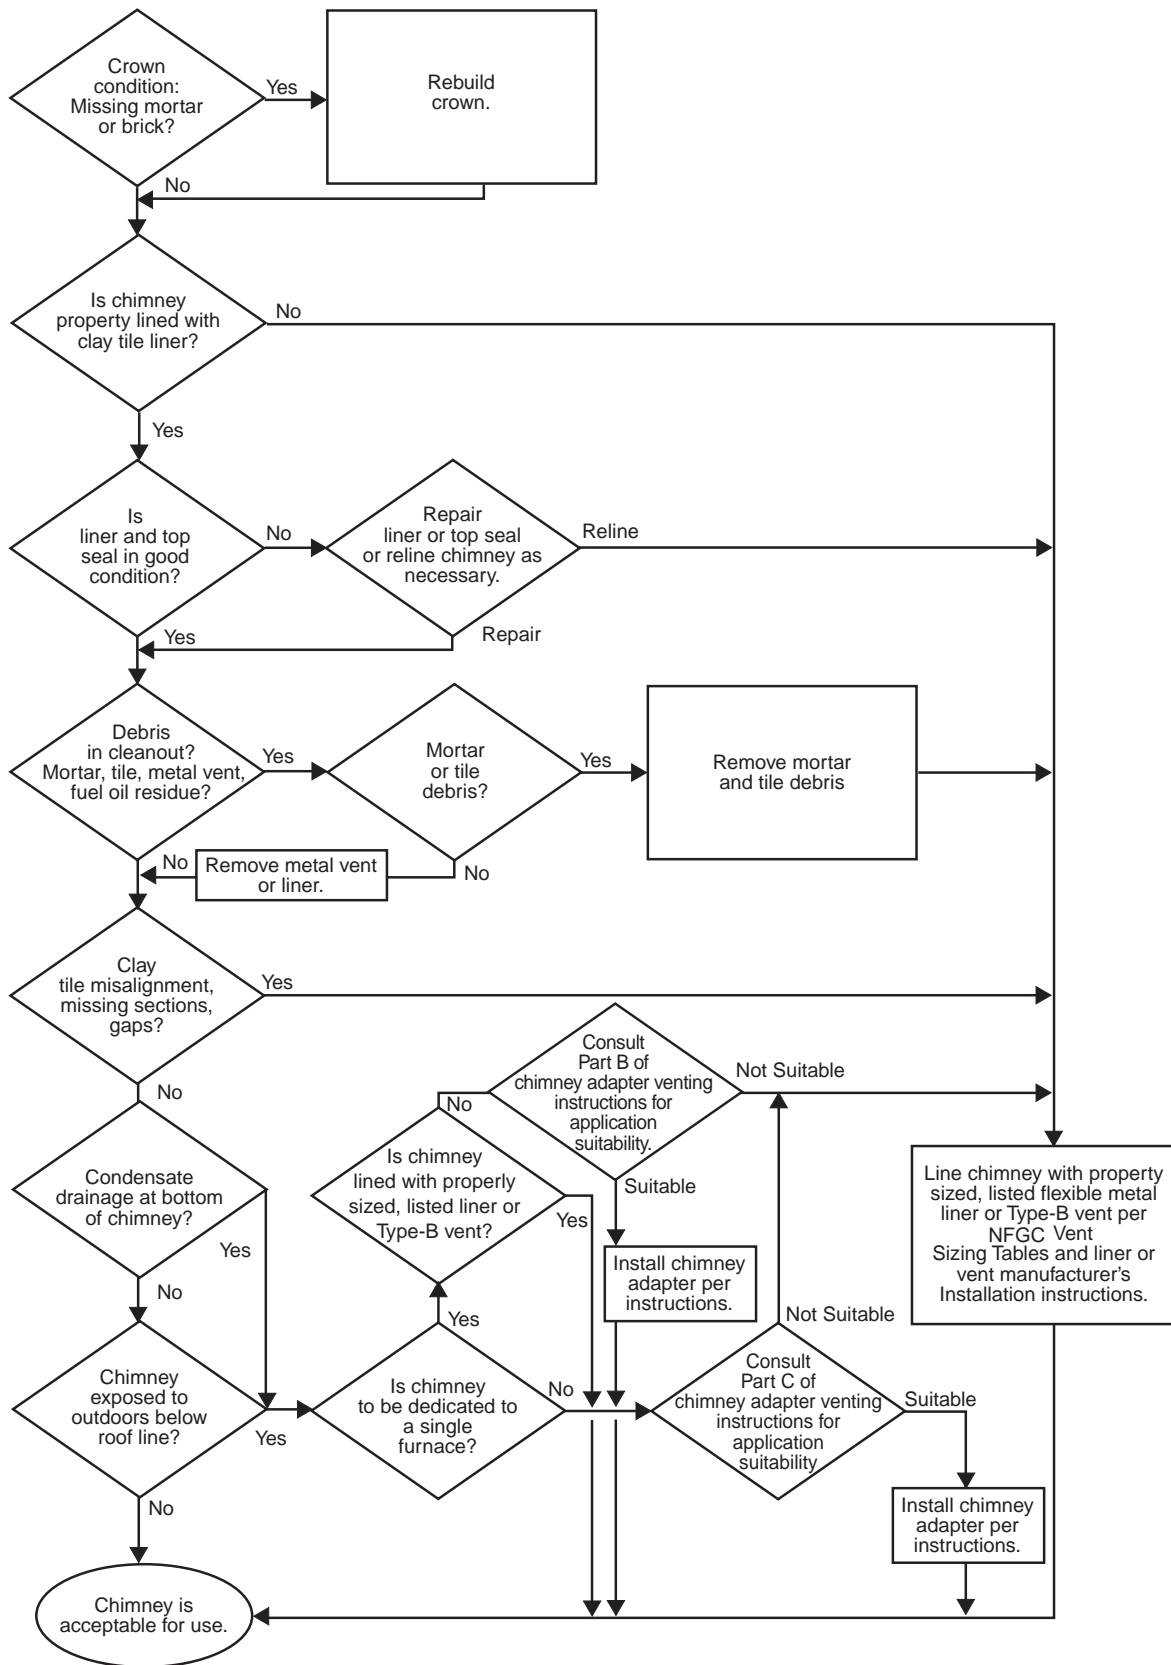 Crown
condition:
Missing mortar
or brick?
Yes
Rebuild
crown.
No
Is chimney
property lined with
clay tile liner?
No
Yes
Is
liner and top
seal in good
condition?
No
Repair
liner or top seal
or reline chimney as
necessary.
Reline
Yes
Repair
Debris
in cleanout?
Mortar, tile, metal vent,
fuel oil residue?
Yes
Mortar
or tile
debris?
Yes
Remove mortar
and tile debris
No
Remove metal vent
or liner.
No
Clay
tile misalignment,
missing sections,
gaps?
Yes
No
Consult
Part B of
chimney adapter venting
instructions for
application
suitability.
Not Suitable
No
Suitable
Condensate
drainage at bottom
of chimney?
Yes
No
Is chimney
lined with properly
sized, listed liner or
Type-B vent?
Yes
Install chimney
adapter per
instructions.
Line chimney with property
sized, listed flexible metal
liner or Type-B vent per
NFGC Vent
Sizing Tables and liner or
vent manufacturer's
Installation instructions.
Yes
Not Suitable
Chimney
exposed to
outdoors below
roof line?
Yes
Is chimney
to be dedicated to
a single
furnace?
No
Consult
Part C of
chimney adapter venting
instructions for
application
suitability
Suitable
Install chimney
adapter per
instructions.
No
Chimney is
acceptable for use.